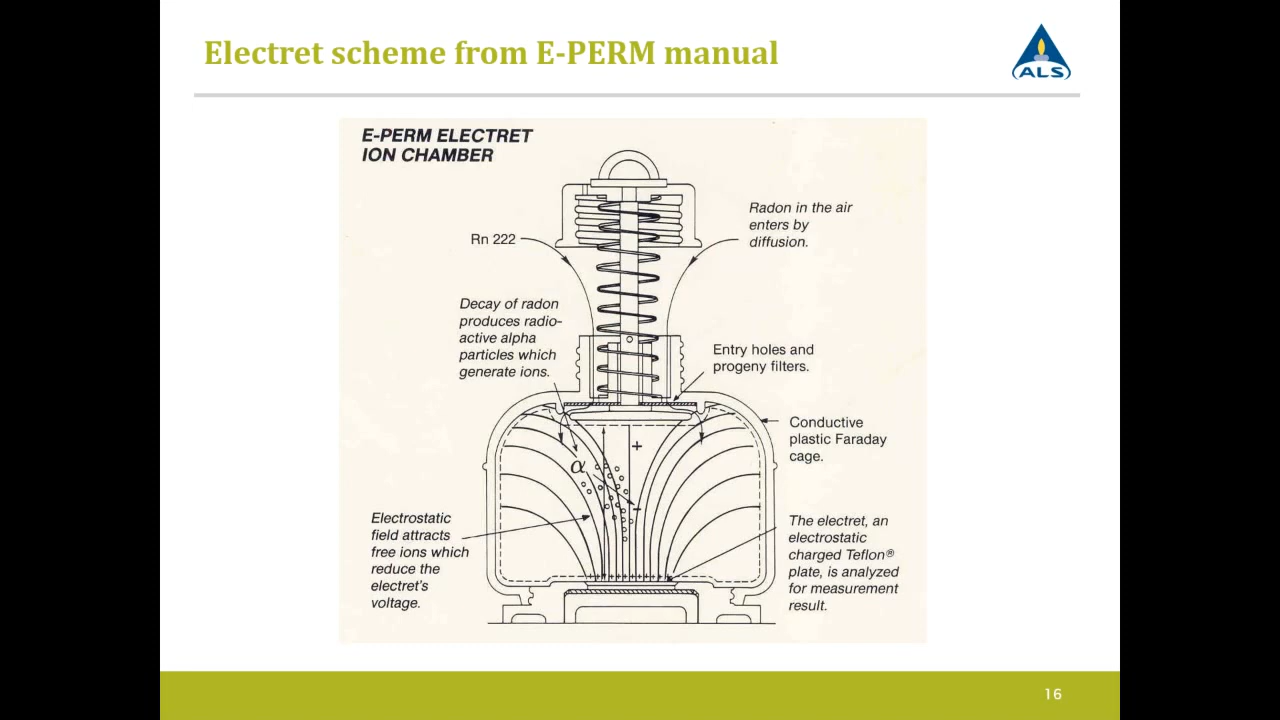 Electret scheme from E-PERM manual
ALS
E-PERM ELECTRET
ION CHAMBER
Radon in the air
enters by
diffusion.
Rn 222
Decay of radon
produces radio-
active alpha
particles which
generate ions.
Entry holes and
progeny filters.
Conductive
plastic Faraday
cage.
+
α
-
Electrostatic
field attracts
free ions which
reduce the
electret's
voltage.
The electret, an
electrostatic
charged Teflon®
plate, is analyzed
for measurement
result.
+ + + + + + + + + + +
16